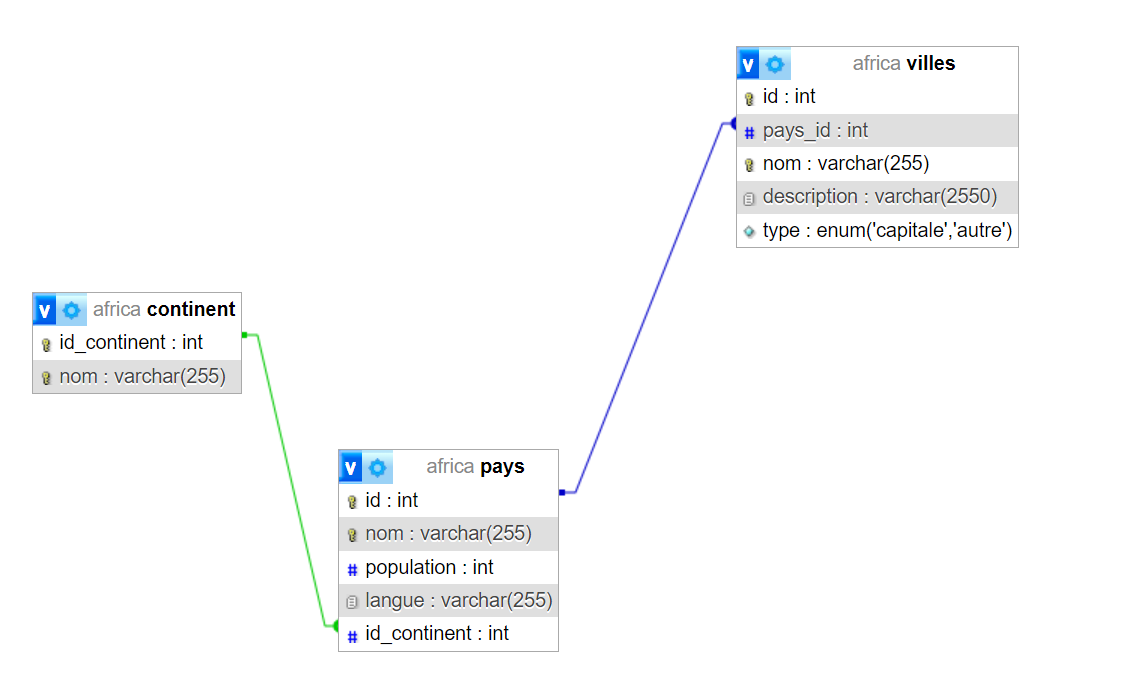 v africa villes
id : int
pays_id : int
nom : varchar(255)
description : varchar(2550)
type : enum('capitale','autre')
v africa continent
id_continent : int
nom : varchar(255)
v africa pays
id : int
nom : varchar(255)
# population : int
langue : varchar(255)
# id_continent : int